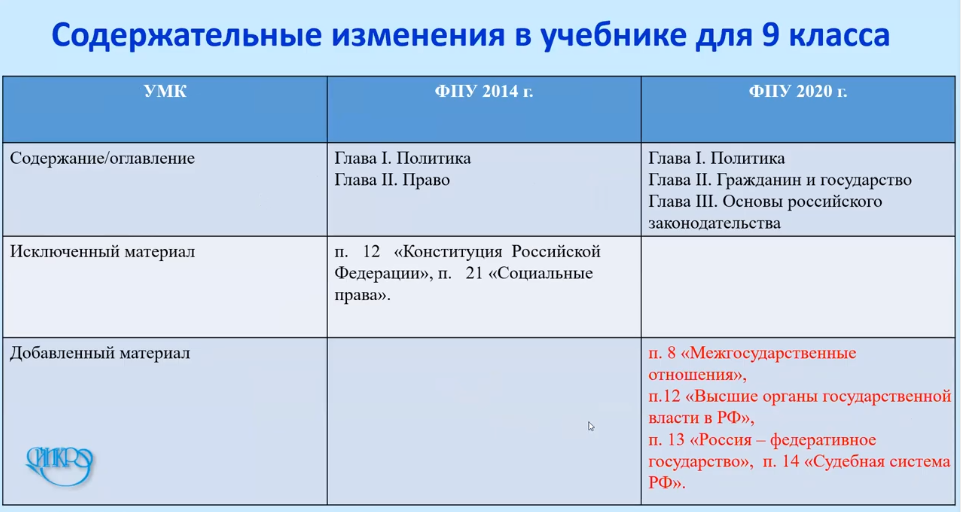 Содержательные изменения в учебнике для 9 класса
УМК
ФПУ 2014 г.
ФПУ 2020 г.
Содержание/оглавление
Глава I. Политика
Глава II. Право
Глава I. Политика
Глава II. Гражданин и государство
Глава III. Основы российского
законодательства
Исключенный материал
п. 12 «Конституция Российской
Федерации», п. 21 «Социальные
права».
Добавленный материал
п. 8 «Межгосударственные
отношения»,
п.12 «Высшие органы государственной
власти в РФ»,
п. 13 «Россия – федеративное
государство», п. 14 «Судебная система
РФ».